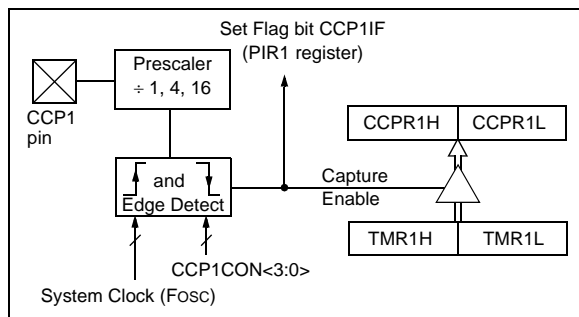 Set Flag bit CCP1IF
(PIR1 register)
Prescaler
÷ 1, 4, 16
CCP1
pin
CCPR1H
CCPR1L
and
Edge Detect
Capture
Enable
TMR1H
TMR1L
CCP1CON<3:0>
System Clock (FOSC)